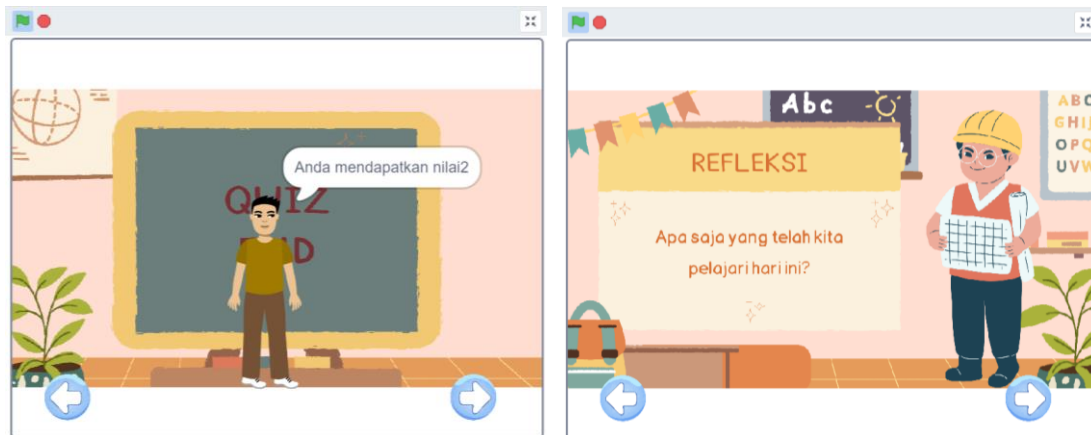 Anda mendapatkan nilai2
QUIZ
REFLEKSI
Apa saja yang telah kita
pelajari hari ini?
Abc
ABC
GHIJ
OPQ
UVW